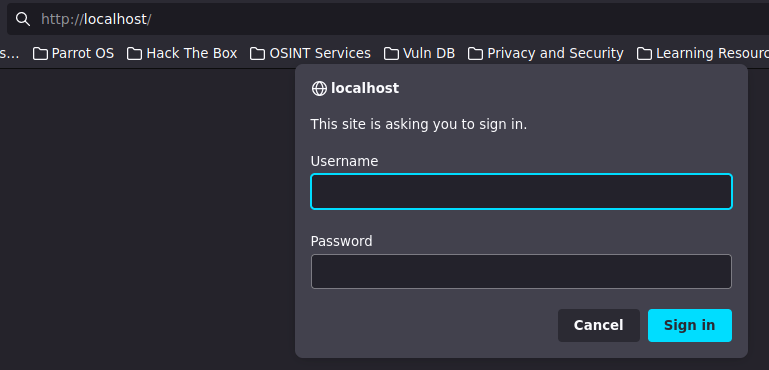 http://localhost/
s... Parrot OS Hack The Box OSINT Services Vuln DB Privacy and Security Learning Resourc
localhost
This site is asking you to sign in.
Username
Password
Cancel Sign in